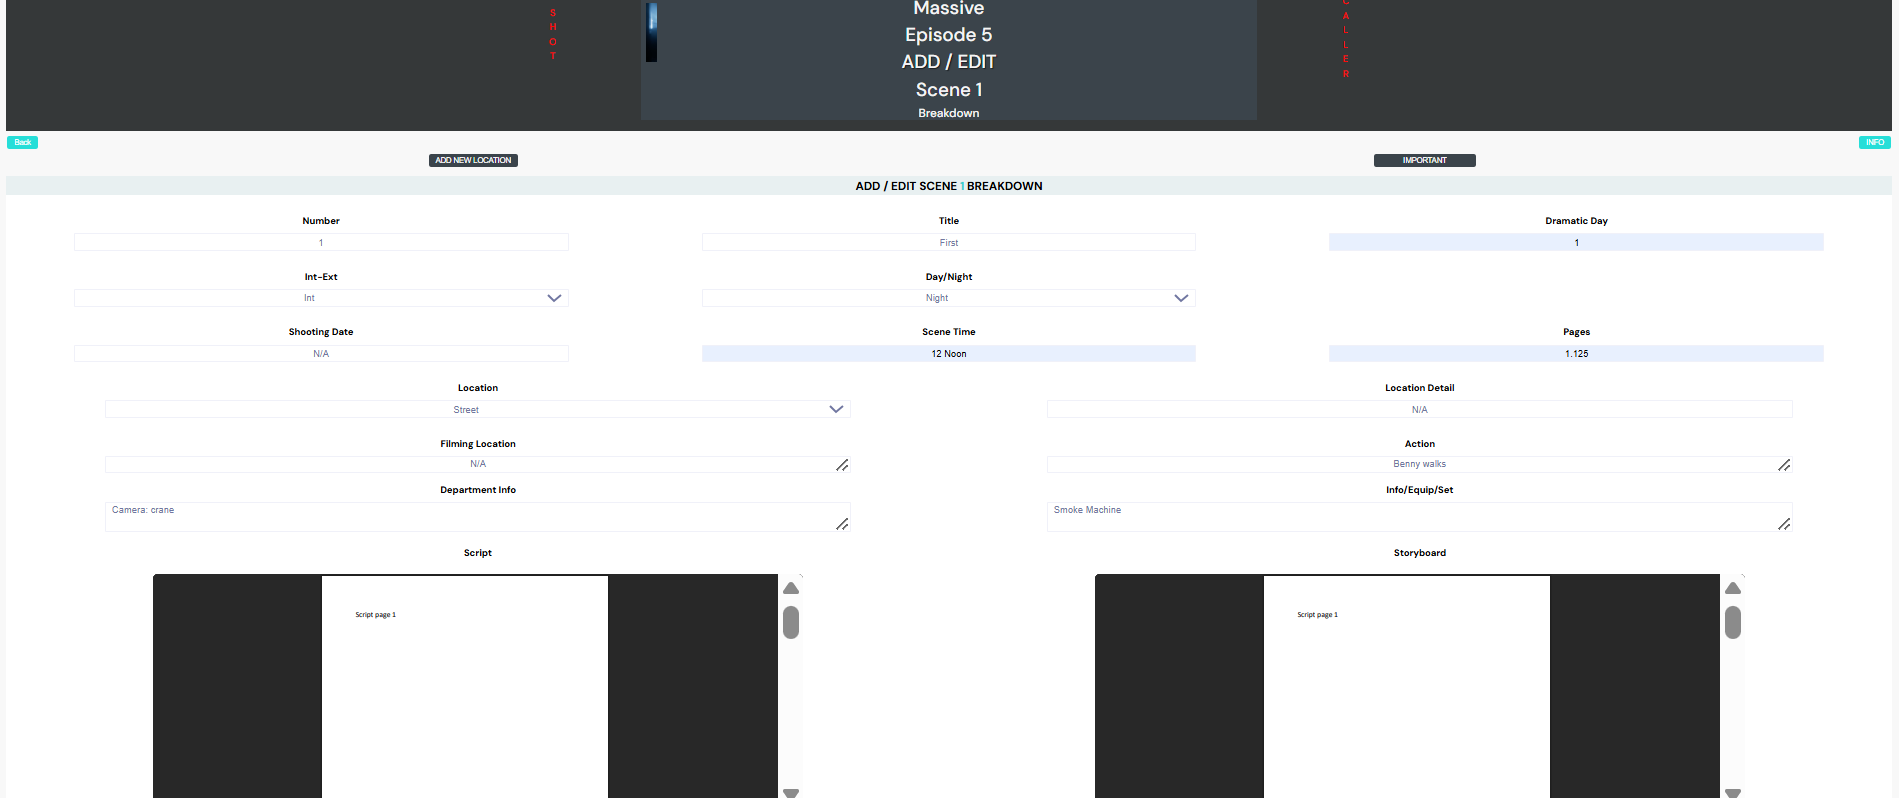 S
H
O
T
Massive
Episode 5
ADD / EDIT
Scene 1
Breakdown
C
A
L
L
E
R
Back
INFO
ADD NEW LOCATION
IMPORTANT
ADD / EDIT SCENE 1 BREAKDOWN
Number
Title
Dramatic Day
1
First
1
Int-Ext
Day/Night
Int
Night
Shooting Date
Scene Time
Pages
N/A
12 Noon
1.125
Location
Location Detail
Street
N/A
Filming Location
Action
N/A
Benny walks
Department Info
Info/Equip/Set
Camera: crane
Smoke Machine
Script
Storyboard
Script page 1
Script page 1